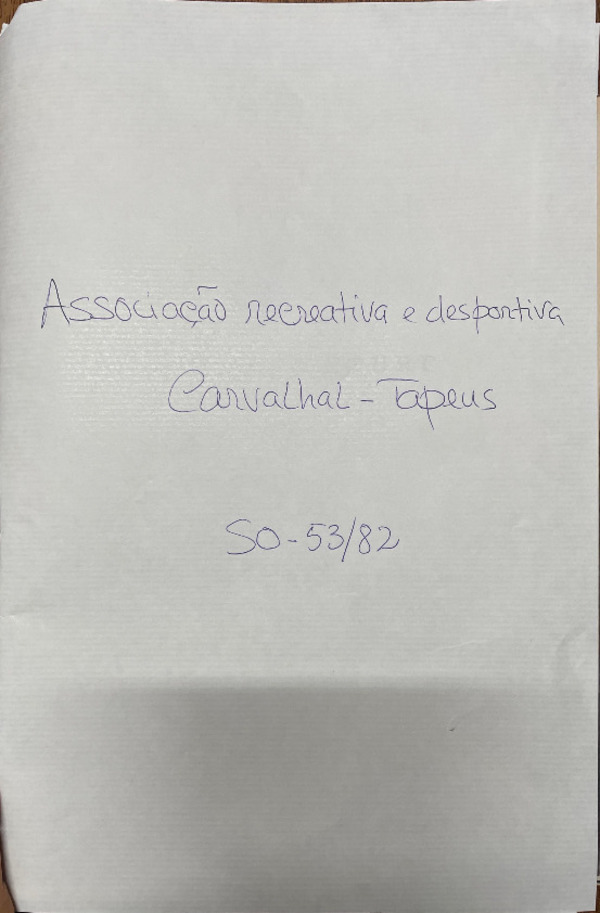 Associação recreativa e desportiva
Carvalhal - Tapeus
SO - 53/82